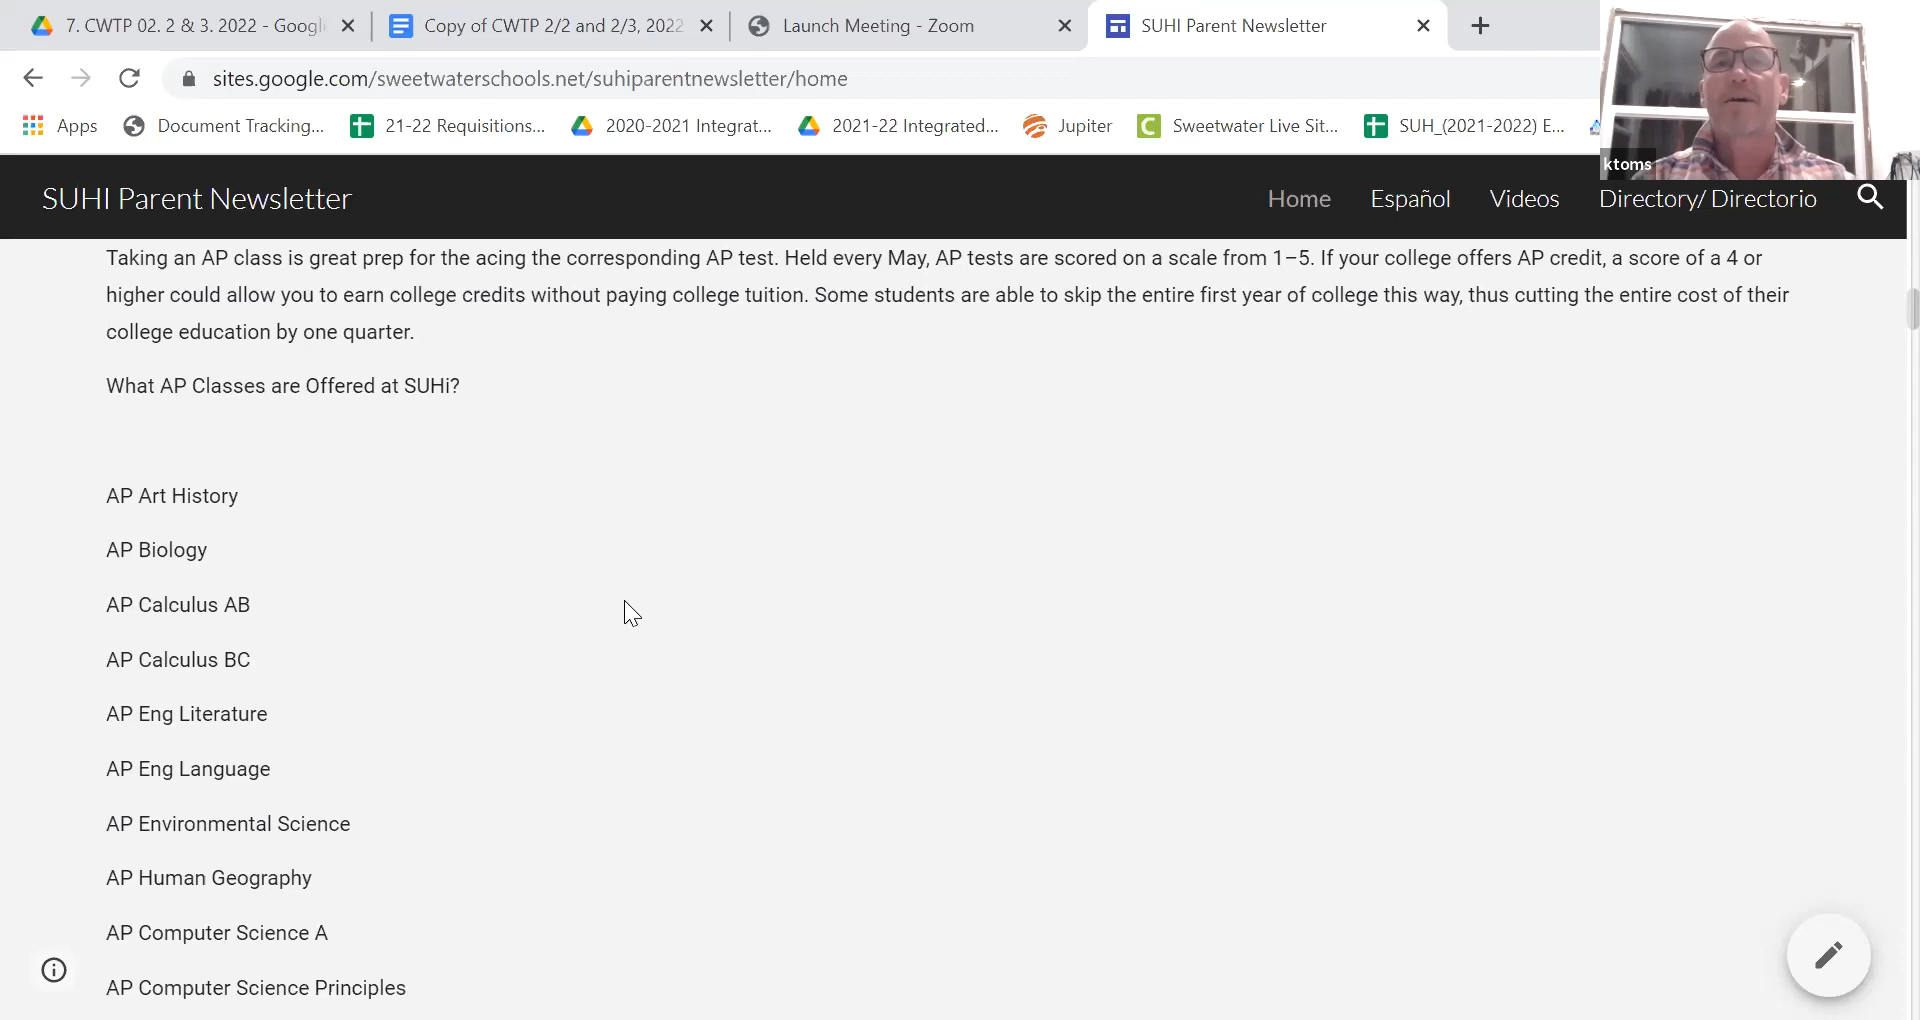 7. CWTP 02. 2 & 3. 2022 - Googl
Copy of CWTP 2/2 and 2/3, 2022
Launch Meeting - Zoom
SUHI Parent Newsletter
sites.google.com/sweetwaterschools.net/suhiparentnewsletter/home
Apps
Document Tracking...
21-22 Requisitions...
2020-2021 Integrat...
2021-22 Integrated...
Jupiter
Sweetwater Live Sit...
SUH_(2021-2022) E...
ktoms
SUHI Parent Newsletter
Home
Español
Videos
Directory/ Directorio
Taking an AP class is great prep for the acing the corresponding AP test. Held every May, AP tests are scored on a scale from 1–5. If your college offers AP credit, a score of a 4 or
higher could allow you to earn college credits without paying college tuition. Some students are able to skip the entire first year of college this way, thus cutting the entire cost of their
college education by one quarter.
What AP Classes are Offered at SUHi?
AP Art History
AP Biology
AP Calculus AB
AP Calculus BC
AP Eng Literature
AP Eng Language
AP Environmental Science
AP Human Geography
AP Computer Science A
AP Computer Science Principles